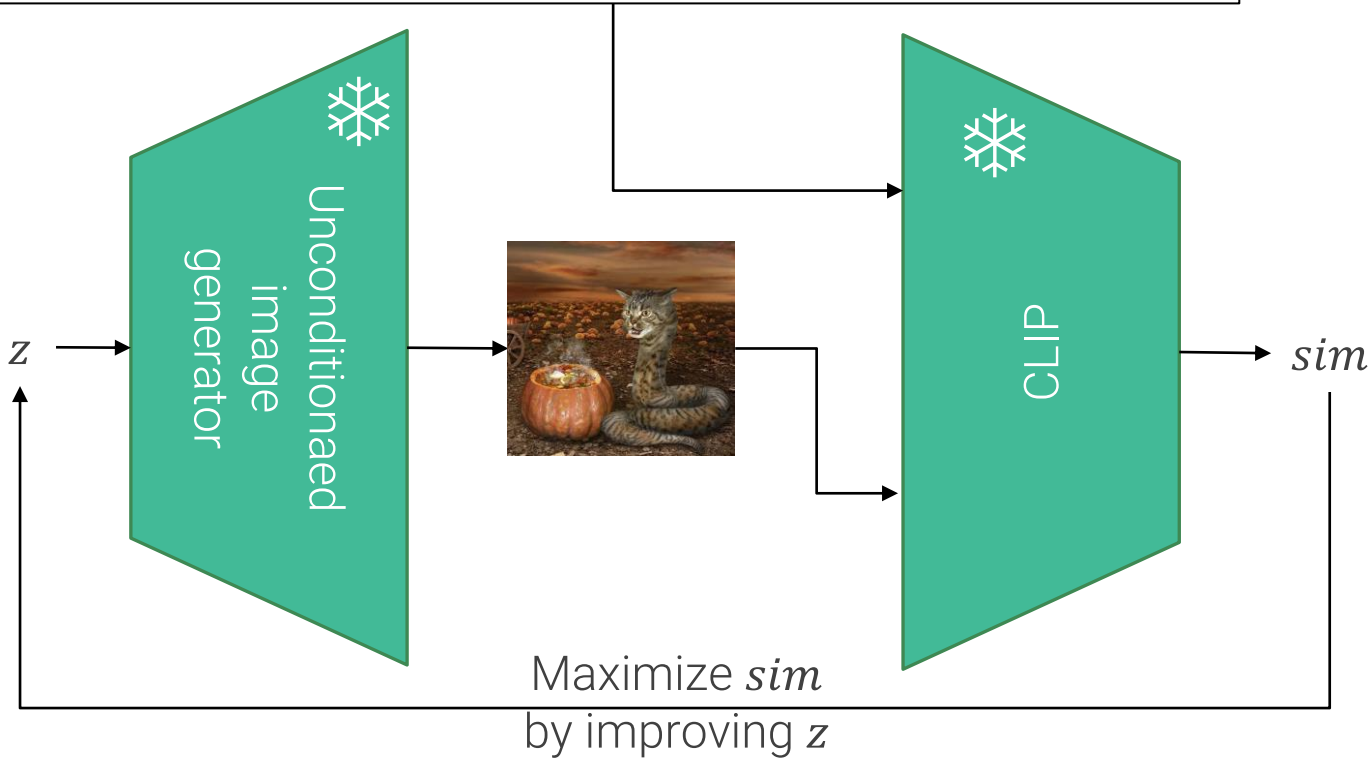 z
Unconditionaed
image
generator
CLIP
sim
Maximize sim
by improving z